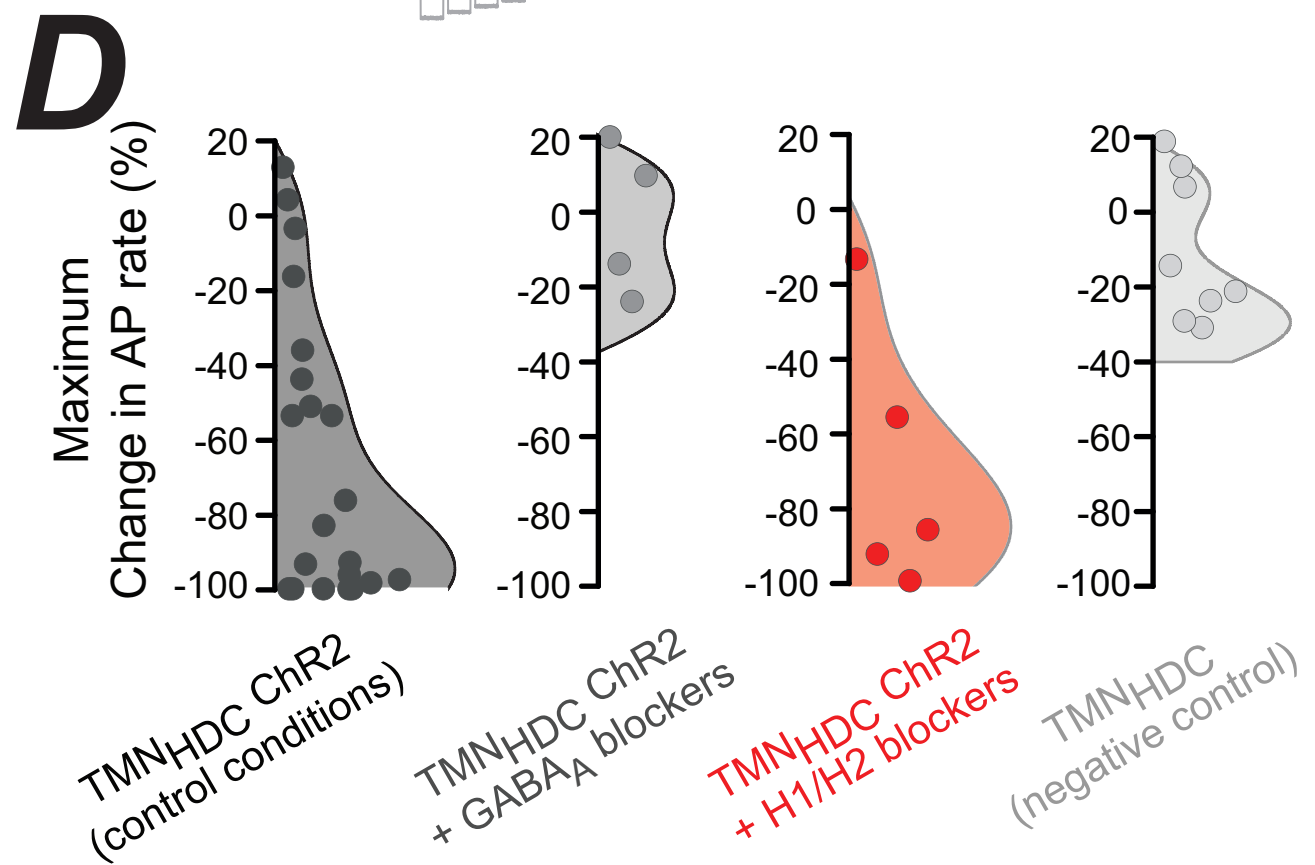 D
Maximum
Change in AP rate (%)
20
0
-20
-40
-60
-80
-100
TMNHDC ChR2
(control conditions)
20
0
-20
-40
-60
-80
-100
TMNHDC ChR2
+ GABAA blockers
20
0
-20
-40
-60
-80
-100
TMNHDC ChR2
+ H1/H2 blockers
20
0
-20
-40
-60
-80
-100
TMNHDC
(negative control)